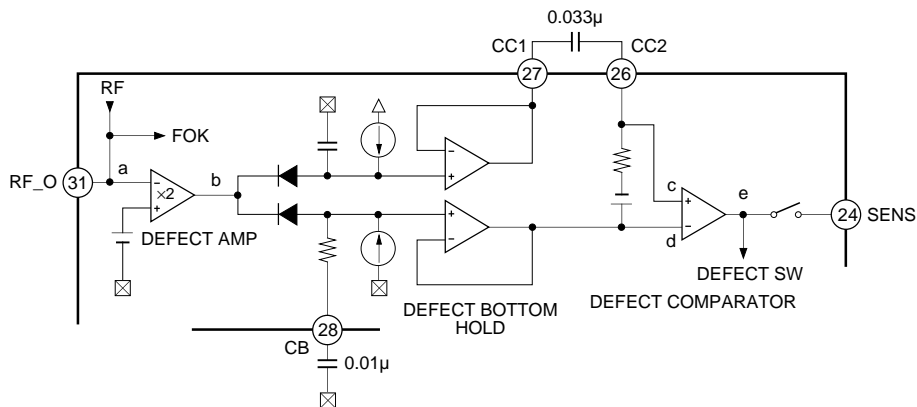 0.033µ
CC1
CC2
27
26
RF
FOK
a
b
RF_O
31
−
×2
+
DEFECT AMP
−
+
+
−
c
d
+
−
e
24
SENS
DEFECT SW
DEFECT BOTTOM
HOLD
DEFECT COMPARATOR
28
CB
0.01µ